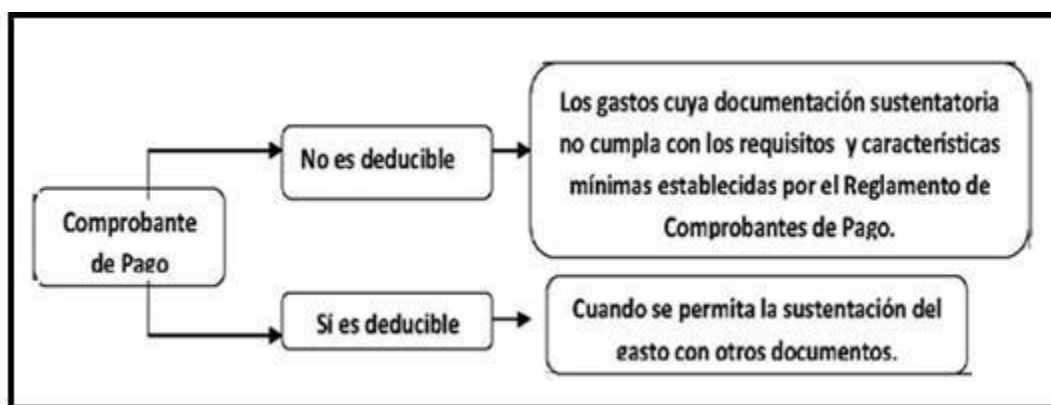 Comprobante
de Pago
No es deducible
Los gastos cuya documentación sustentatoria
no cumpla con los requisitos y características
mínimas establecidas por el Reglamento de
Comprobantes de Pago.
Sí es deducible
Cuando se permita la sustentación del
gasto con otros documentos.